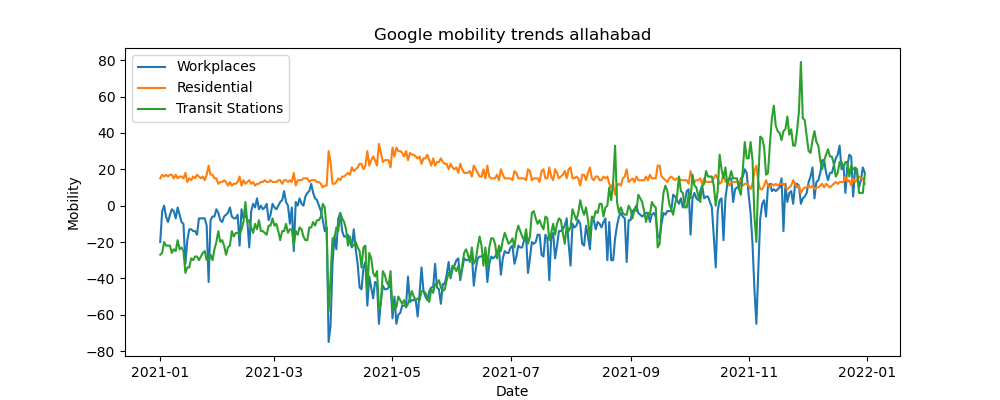 Google mobility trends allahabad
Workplaces
Residential
Transit Stations
80
60
40
20
0
−20
−40
−60
−80
Mobility
2021-01 2021-03 2021-05 2021-07 2021-09 2021-11 2022-01
Date